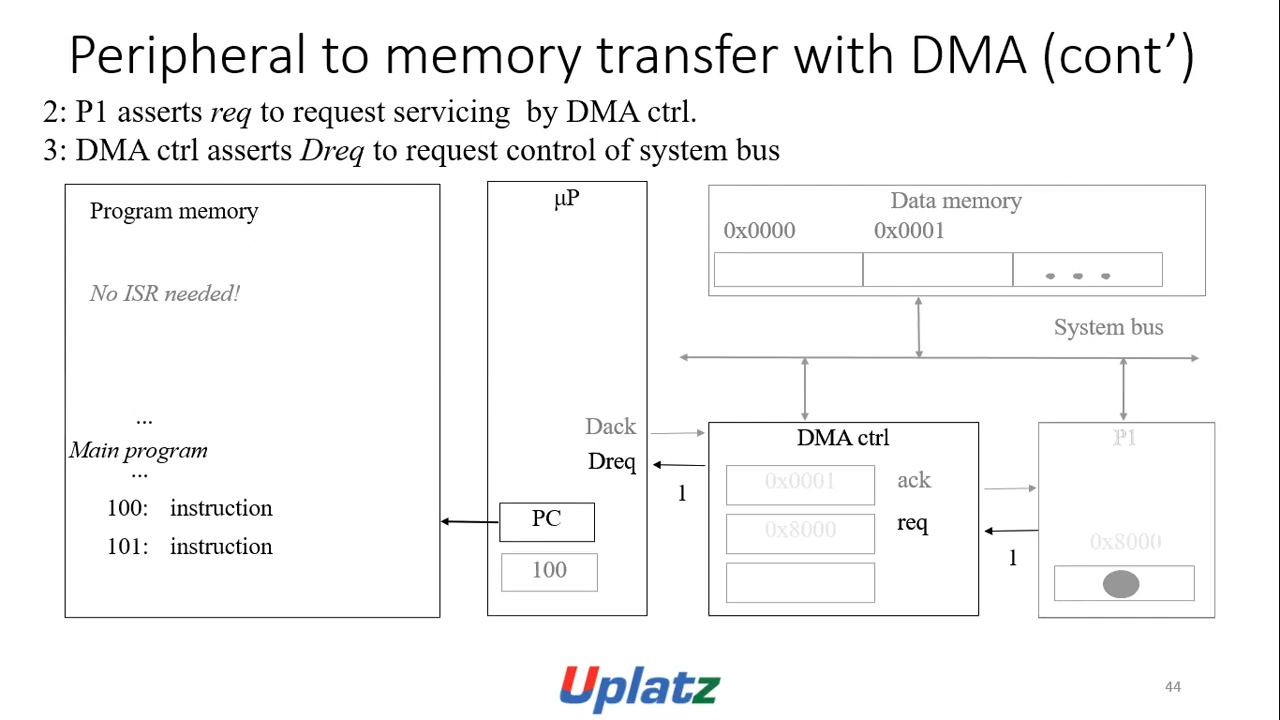 Peripheral to memory transfer with DMA (cont’)
2: P1 asserts req to request servicing by DMA ctrl.
3: DMA ctrl asserts Dreq to request control of system bus
Program memory
No ISR needed!
...
Main program
...
100: instruction
101: instruction
μP
Dack
Dreq
1
PC
100
Data memory
0x0000 0x0001
System bus
DMA ctrl
0x0001
ack
0x8000
req
1
P1
0x8000
Uplatz
44